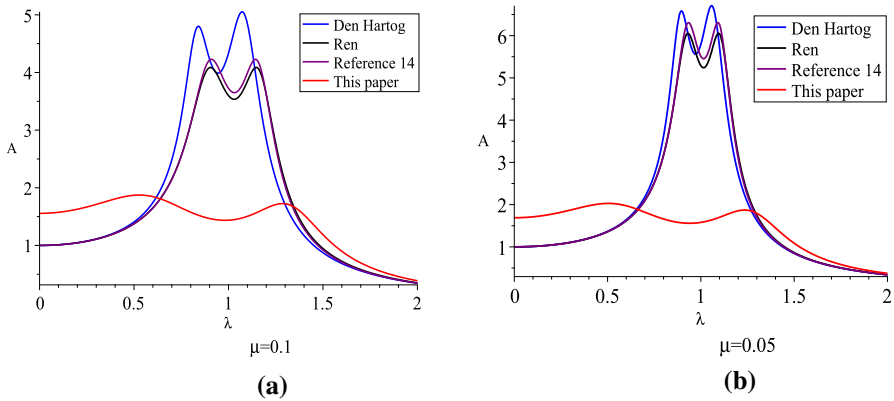 Den Hartog
Ren
Reference 14
This paper
A
5
4
3
2
1
0
0.5
1
1.5
2
λ
μ=0.1
(a)
Den Hartog
Ren
Reference 14
This paper
A
6
5
4
3
2
1
0
0.5
1
1.5
2
λ
μ=0.05
(b)